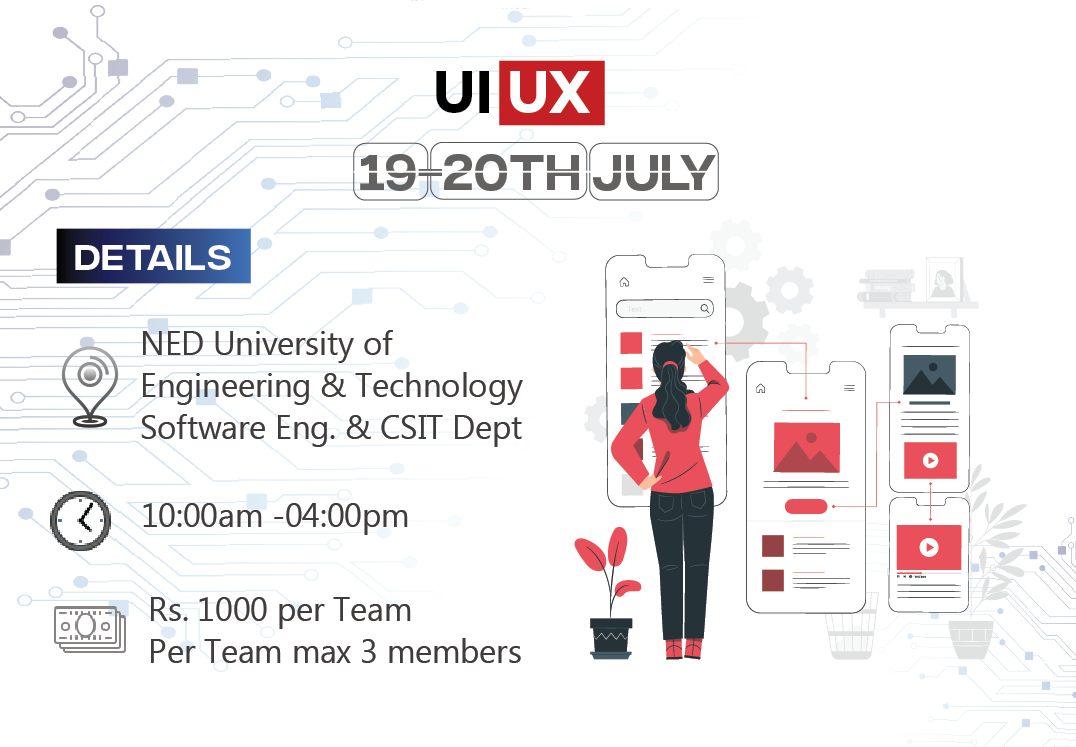 UI UX
19-20TH JULY
DETAILS
NED University of
Engineering & Technology
Software Eng. & CSIT Dept
10:00am -04:00pm
Rs. 1000 per Team
Per Team max 3 members